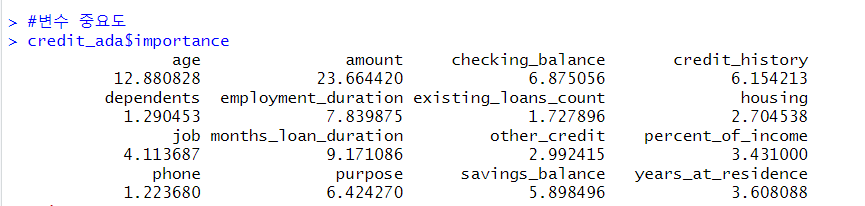 > #변수 중요도
> credit_ada$importance
age amount checking_balance credit_history
12.880828 23.664420 6.875056 6.154213
dependents employment_duration existing_loans_count housing
1.290453 7.839875 1.727896 2.704538
job months_loan_duration other_credit percent_of_income
4.113687 9.171086 2.992415 3.431000
phone purpose savings_balance years_at_residence
1.223680 6.424270 5.898496 3.608088